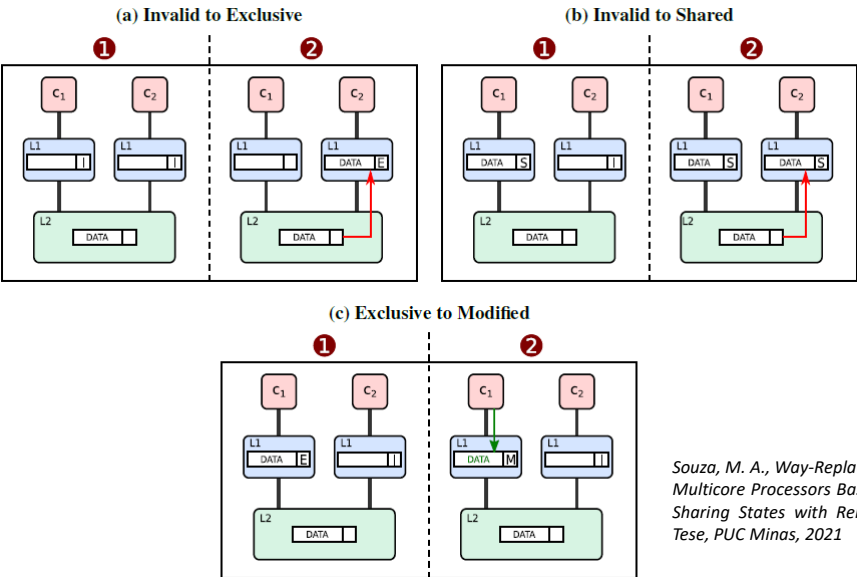 (a) Invalid to Exclusive
1
2
C1
C2
L1
I
L1
I
L2
DATA
C1
C2
L1
L1
DATA E
L2
DATA
(b) Invalid to Shared
1
2
C1
C2
L1
DATA S
L1
I
L2
DATA
C1
C2
L1
DATA S
L1
DATA S
L2
DATA
(c) Exclusive to Modified
1
2
C1
C2
L1
DATA E
L1
I
L2
DATA
C1
C2
L1
DATA M
L1
I
L2
DATA
Souza, M. A., Way-Repla
Multicore Processors Ba
Sharing States with Re
Tese, PUC Minas, 2021